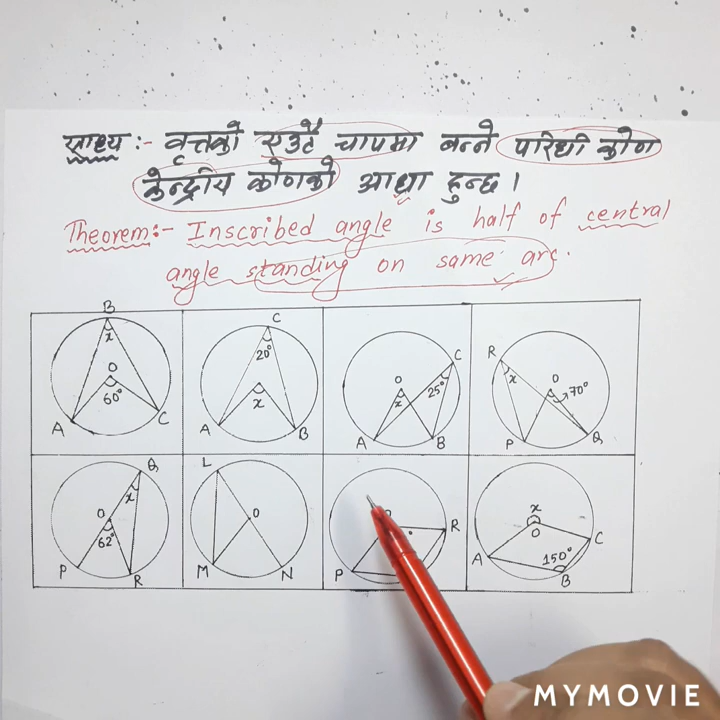 साध्य :- वृत्तको एउटै चापमा बन्ने परिधी कोण
केन्द्रीय कोणको आधा हुन्छ ।
Theorem:- Inscribed angle is half of central
angle standing on same arc.
B
x
O
60°
A
C
C
20°
x
A
B
C
O
25°
x
A
B
R
x
O
70°
P
Q
Q
x
O
62°
P
R
L
O
M
N
R
P
x
O
A
C
150°
B
MYMOVIE